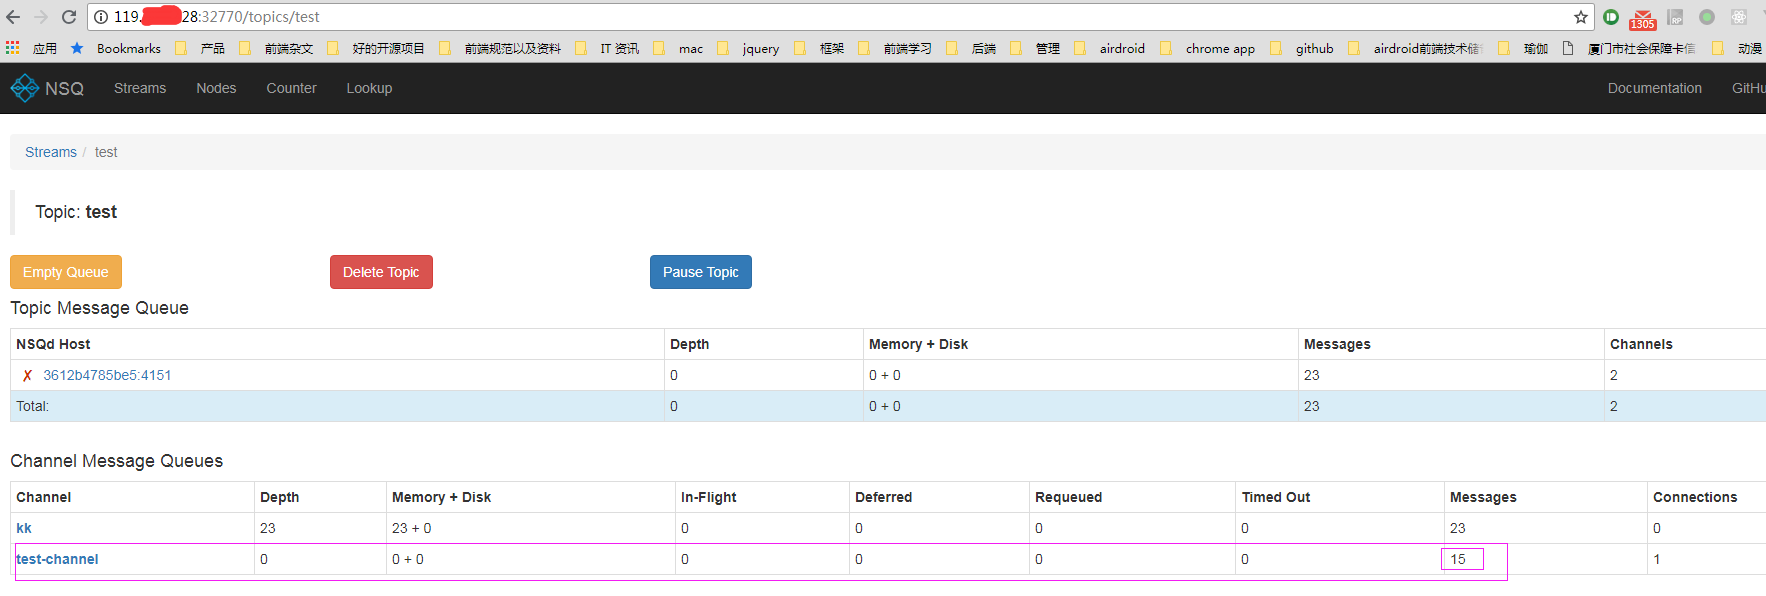 119. 28:32770/topics/test
1305
RP
应用 Bookmarks 产品 前端杂文 好的开源项目 前端规范以及资料 IT 资讯 mac jquery 框架 前端学习 后端 管理 airdroid chrome app github airdroid前端技术储 瑜伽 厦门市社会保障卡信 动漫
NSQ Streams Nodes Counter Lookup Documentation GitHu
Streams / test
Topic: test
Empty Queue Delete Topic Pause Topic
Topic Message Queue
NSQd Host Depth Memory + Disk Messages Channels
✗ 3612b4785be5:4151 0 0 + 0 23 2
Total: 0 0 + 0 23 2
Channel Message Queues
Channel Depth Memory + Disk In-Flight Deferred Requeued Timed Out Messages Connections
kk 23 23 + 0 0 0 0 0 23 0
test-channel 0 0 + 0 0 0 0 0 15 1